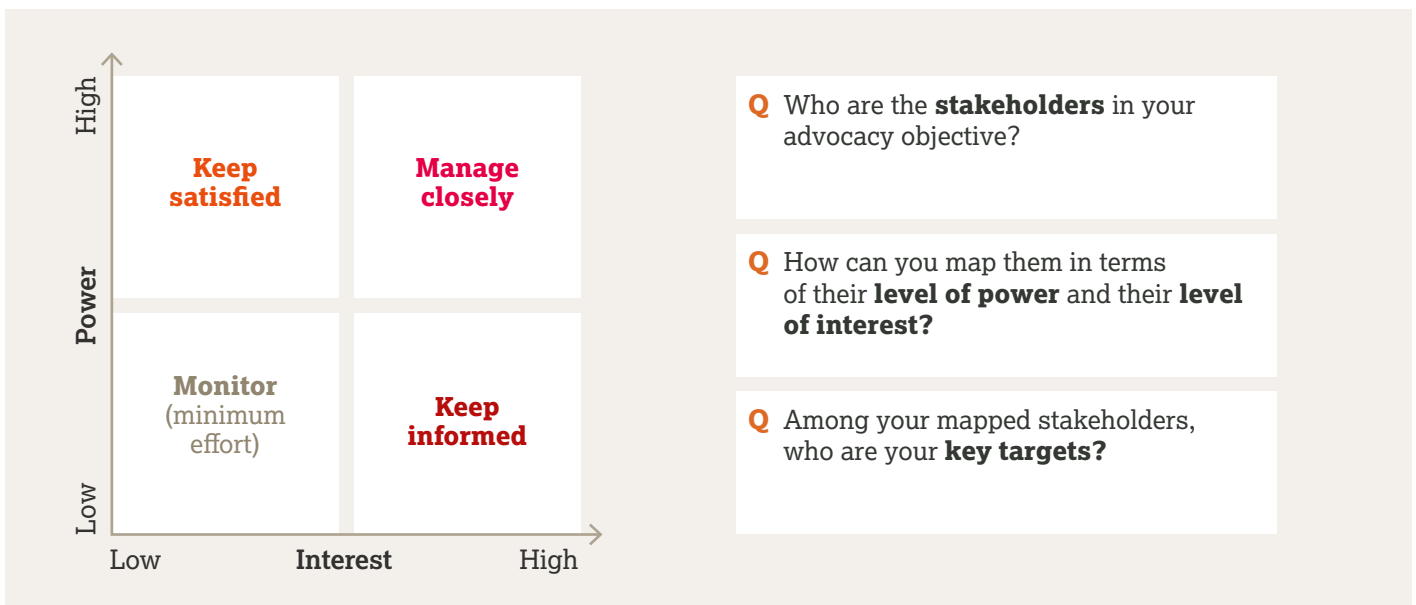 High
Power
Low
Keep
satisfied
Manage
closely
Monitor
(minimum
effort)
Keep
informed
Low
Interest
High
Q Who are the stakeholders in your
advocacy objective?
Q How can you map them in terms
of their level of power and their level
of interest?
Q Among your mapped stakeholders,
who are your key targets?